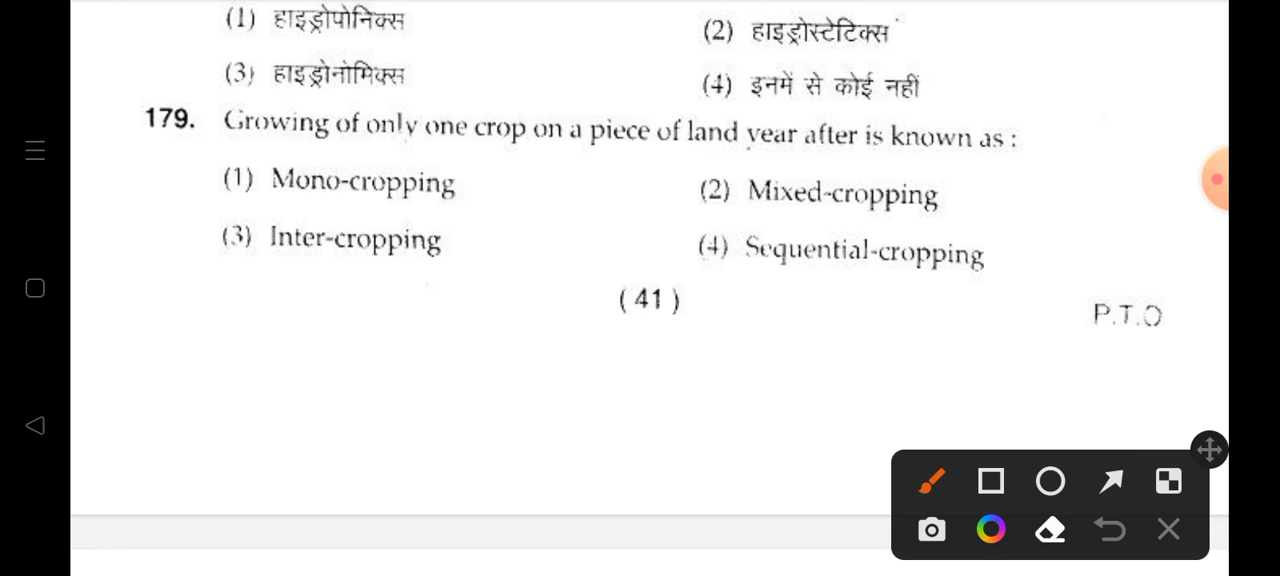 (1) हाइड्रोपोनिक्स (2) हाइड्रोस्टेटिक्स
(3) हाइड्रोनोमिक्स (4) इनमें से कोई नहीं
179. Growing of only one crop on a piece of land year after is known as :
(1) Mono-cropping (2) Mixed-cropping
(3) Inter-cropping (4) Sequential-cropping
( 41 )
P.T.O